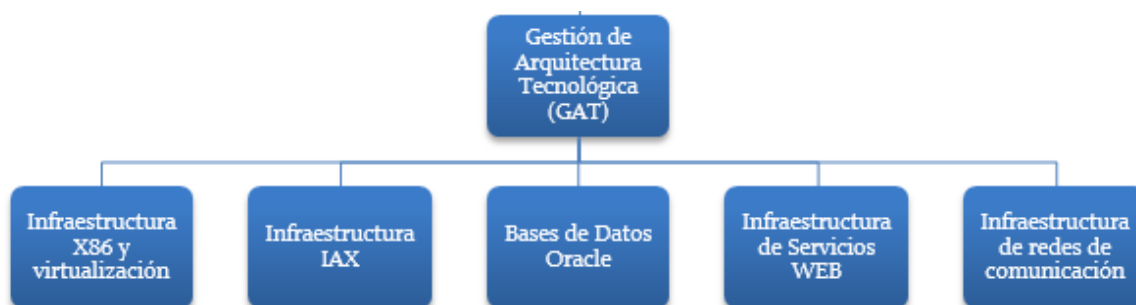 Gestión de
Arquitectura
Tecnológica
(GAT)
Infraestructura
X86 y
virtualización
Infraestructura
IAX
Bases de Datos
Oracle
Infraestructura
de Servicios
WEB
Infraestructura
de redes de
comunicación